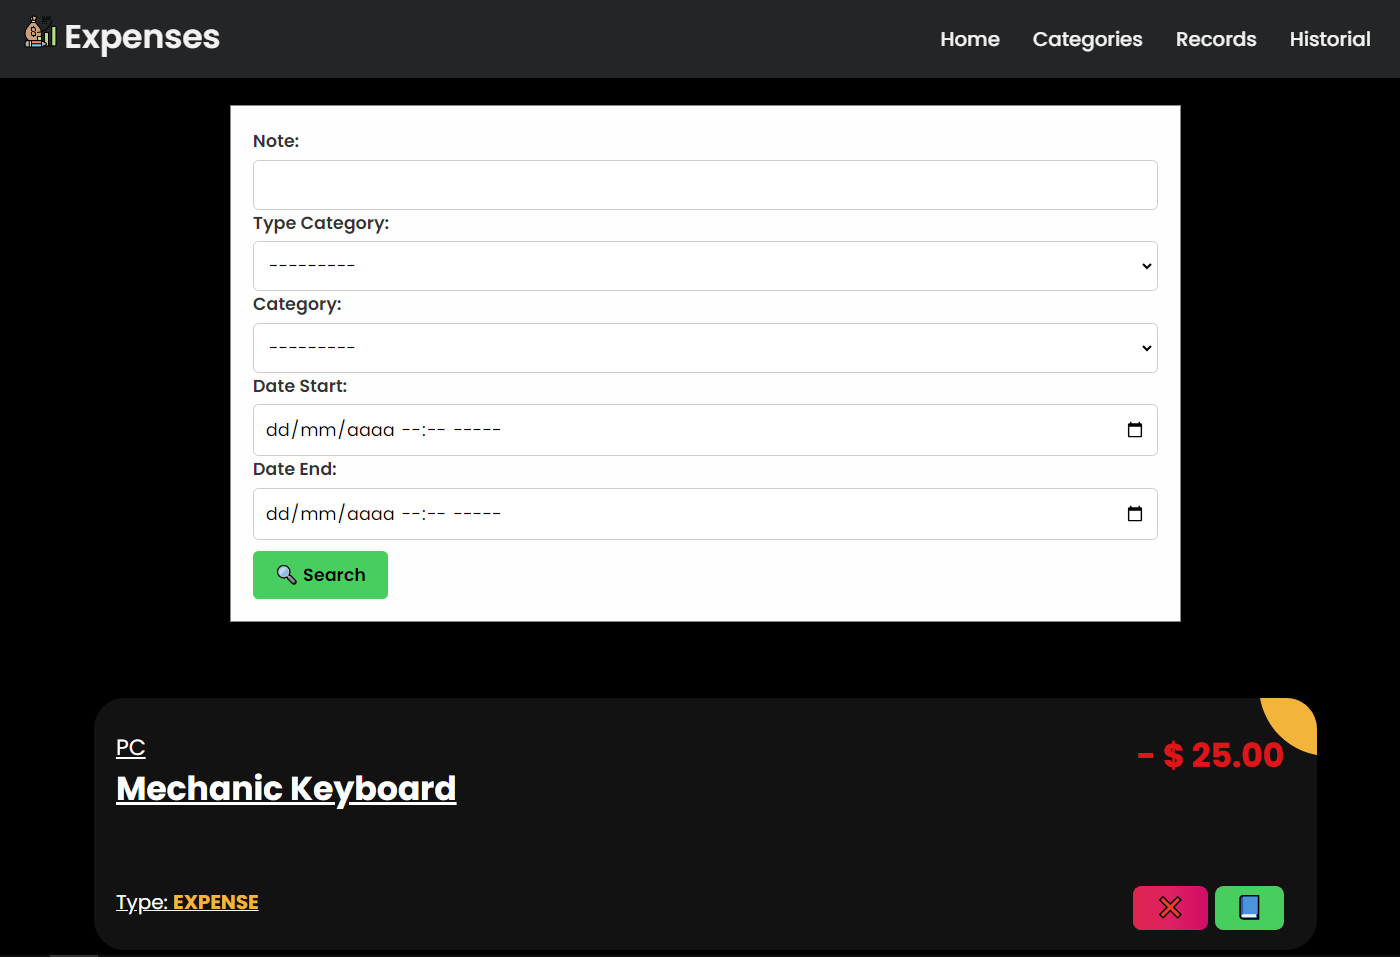 Expenses
Home Categories Records Historial
Note:
Type Category:
---------
Category:
---------
Date Start:
dd/mm/aaaa --:-- -----
Date End:
dd/mm/aaaa --:-- -----
Search
PC
- $ 25.00
Mechanic Keyboard
Type: EXPENSE